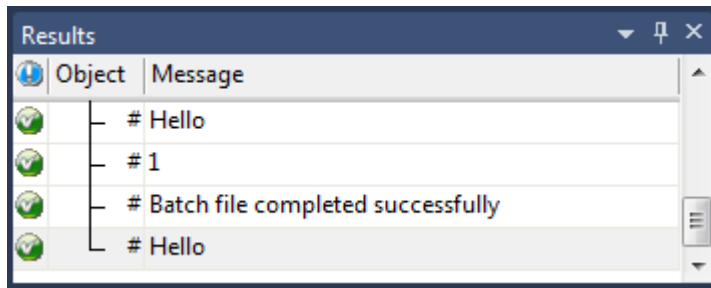 Results
Object Message
# Hello
# 1
# Batch file completed successfully
# Hello